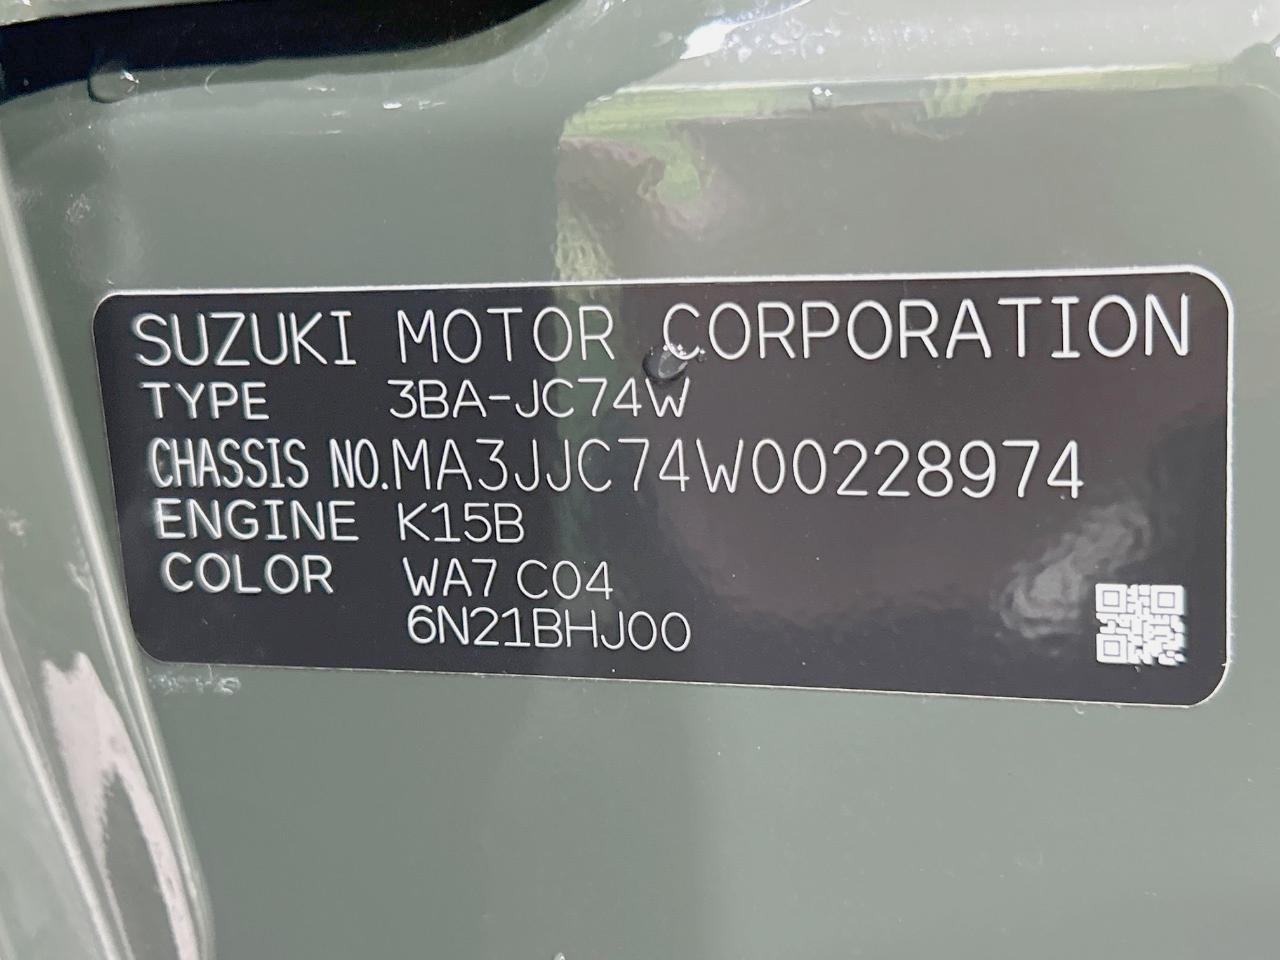 SUZUKI MOTOR CORPORATION
TYPE 3BA-JC74W
CHASSIS NO. MA3JJC74W00228974
ENGINE K15B
COLOR WA7 C04
6N21BHJ00